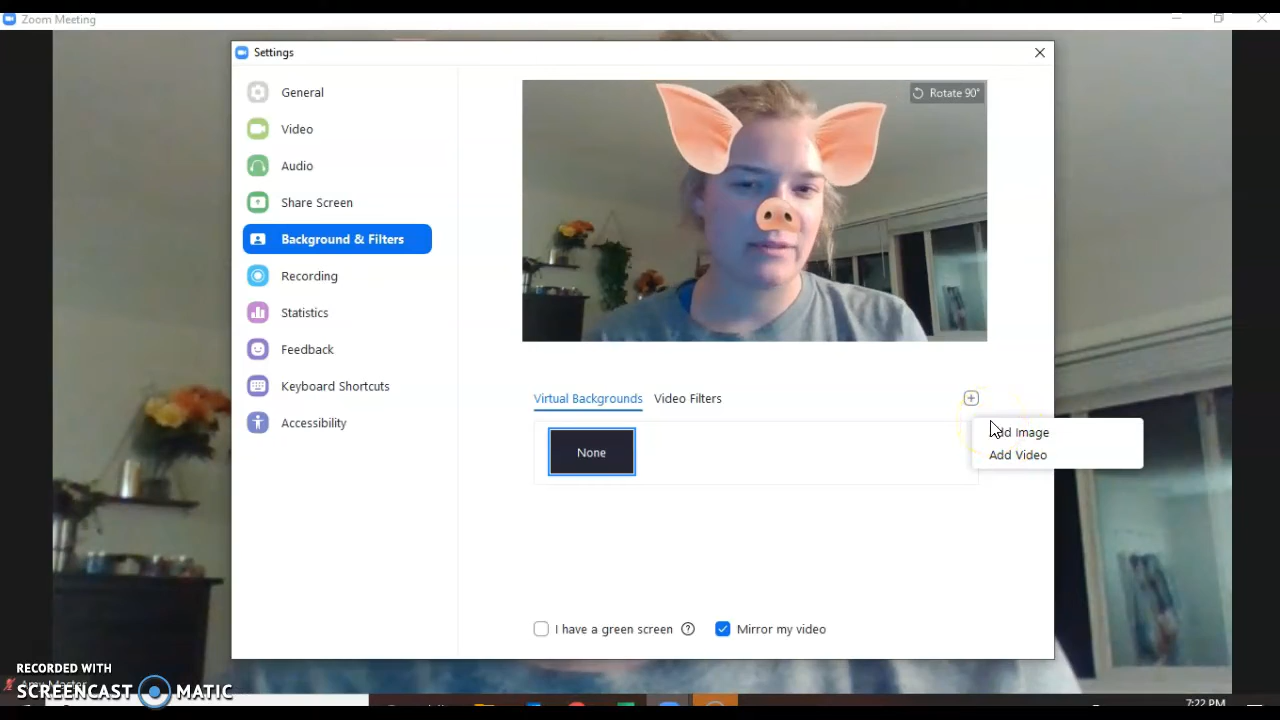 Zoom Meeting
Settings
General
Video
Audio
Share Screen
Background & Filters
Recording
Statistics
Feedback
Keyboard Shortcuts
Accessibility
Rotate 90°
Virtual Backgrounds
Video Filters
None
Image
Add Video
I have a green screen
?
Mirror my video
RECORDED WITH
SCREENCAST MATIC
7:22 PM